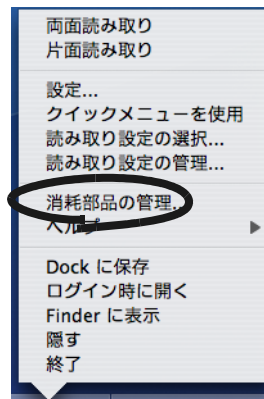 両面読み取り
片面読み取り
設定...
クイックメニューを使用
読み取り設定の選択...
読み取り設定の管理...
消耗部品の管理...
ヘルプ
Dock に保存
ログイン時に開く
Finder に表示
隠す
終了